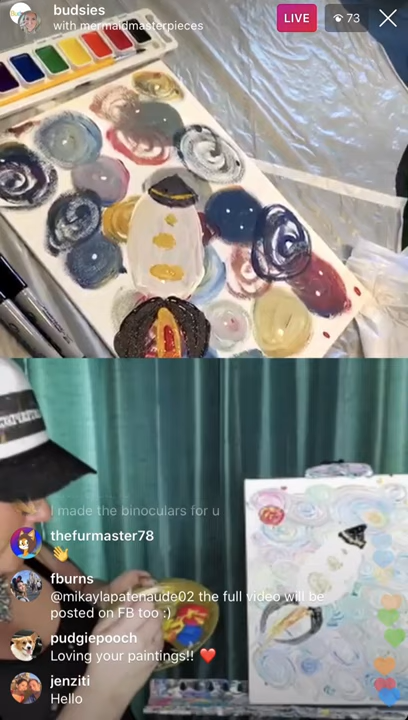 budsies
with mermaidmasterpieces
LIVE
73
I made the binoculars for u
thefurmaster78
👋
fburns
@mikaylapatenaude02 the full video will be
posted on FB too :)
pudgiepooch
Loving your paintings!! ❤️
jenziti
Hello